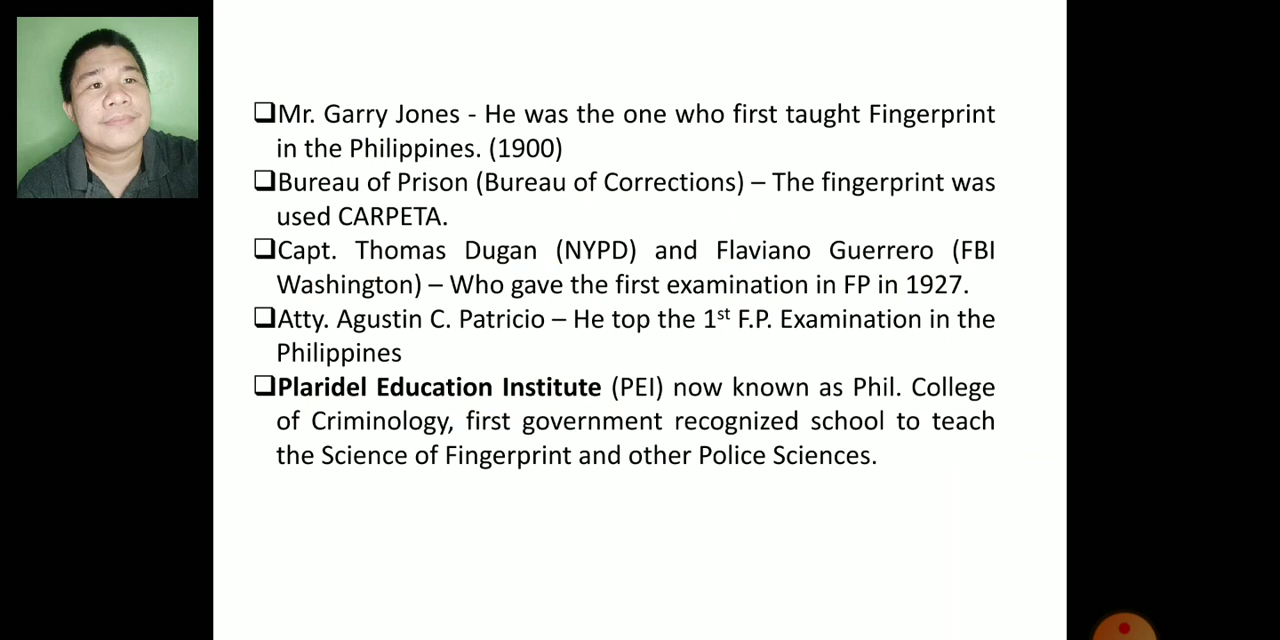 ❑Mr. Garry Jones - He was the one who first taught Fingerprint
in the Philippines. (1900)
❑Bureau of Prison (Bureau of Corrections) – The fingerprint was
used CARPETA.
❑Capt. Thomas Dugan (NYPD) and Flaviano Guerrero (FBI
Washington) – Who gave the first examination in FP in 1927.
❑Atty. Agustin C. Patricio – He top the 1st F.P. Examination in the
Philippines
❑Plaridel Education Institute (PEI) now known as Phil. College
of Criminology, first government recognized school to teach
the Science of Fingerprint and other Police Sciences.